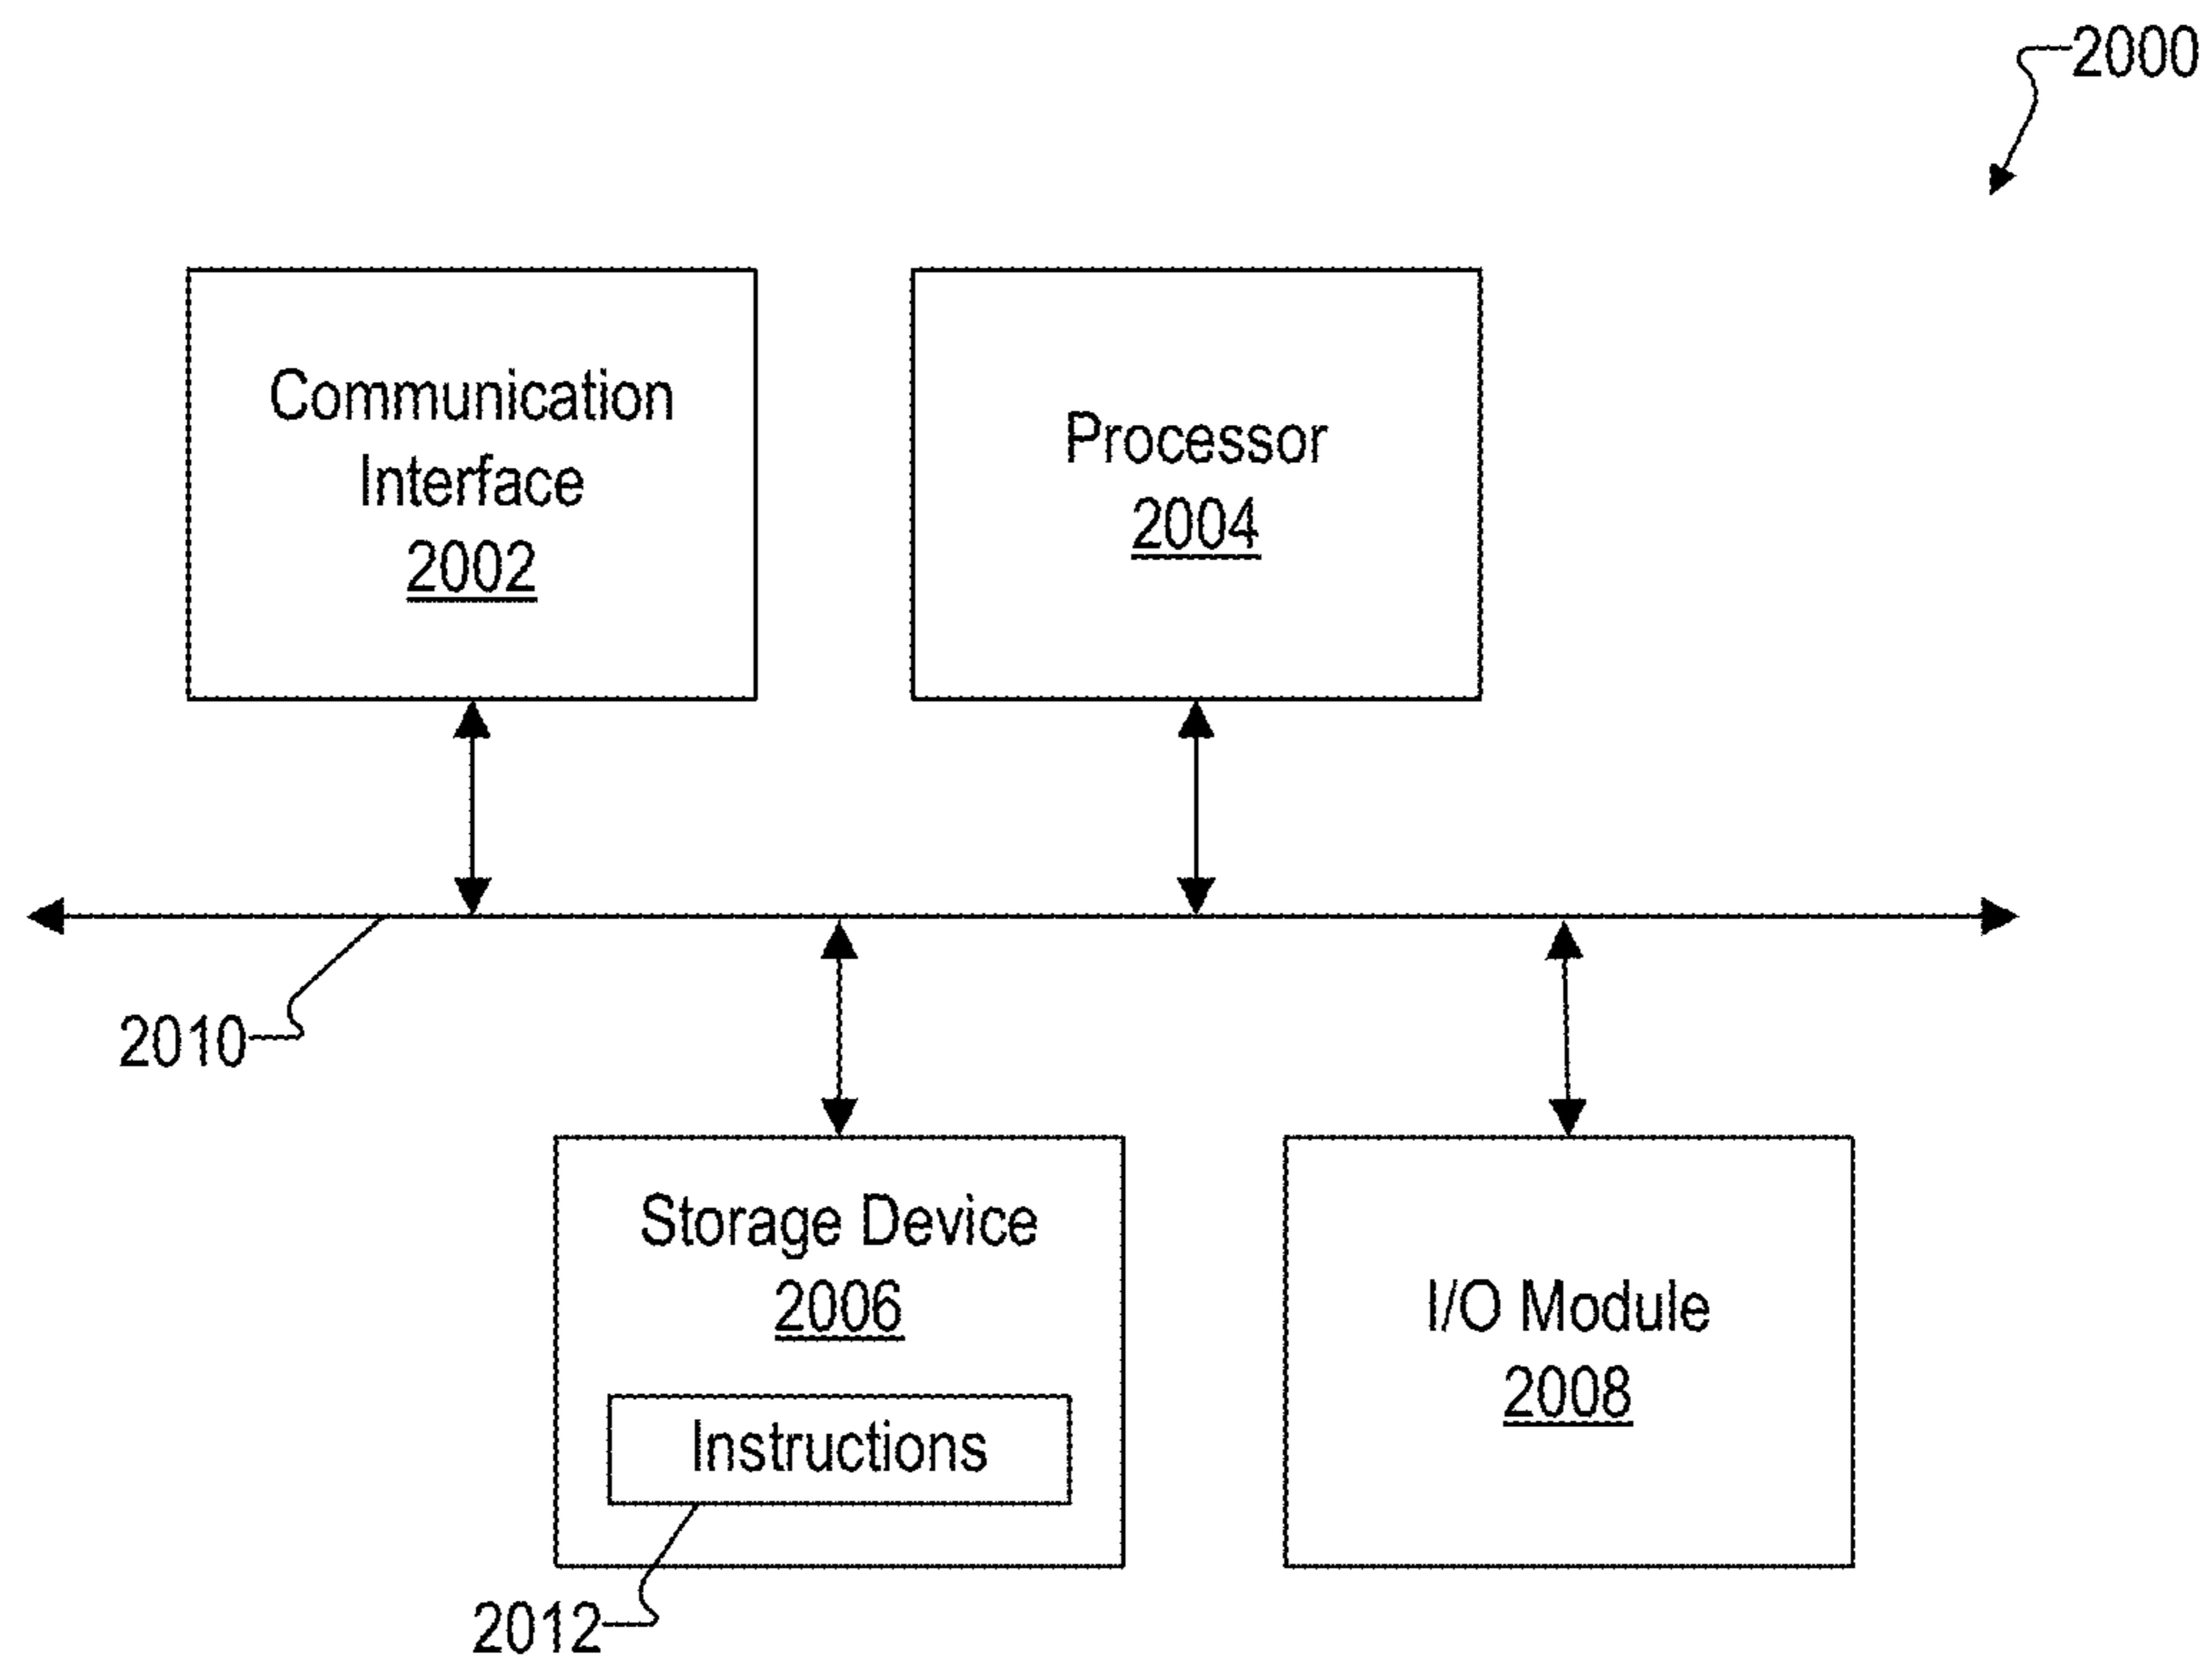 2000
Communication
Interface
2002
Processor
2004
2010
Storage Device
2006
Instructions
I/O Module
2008
2012